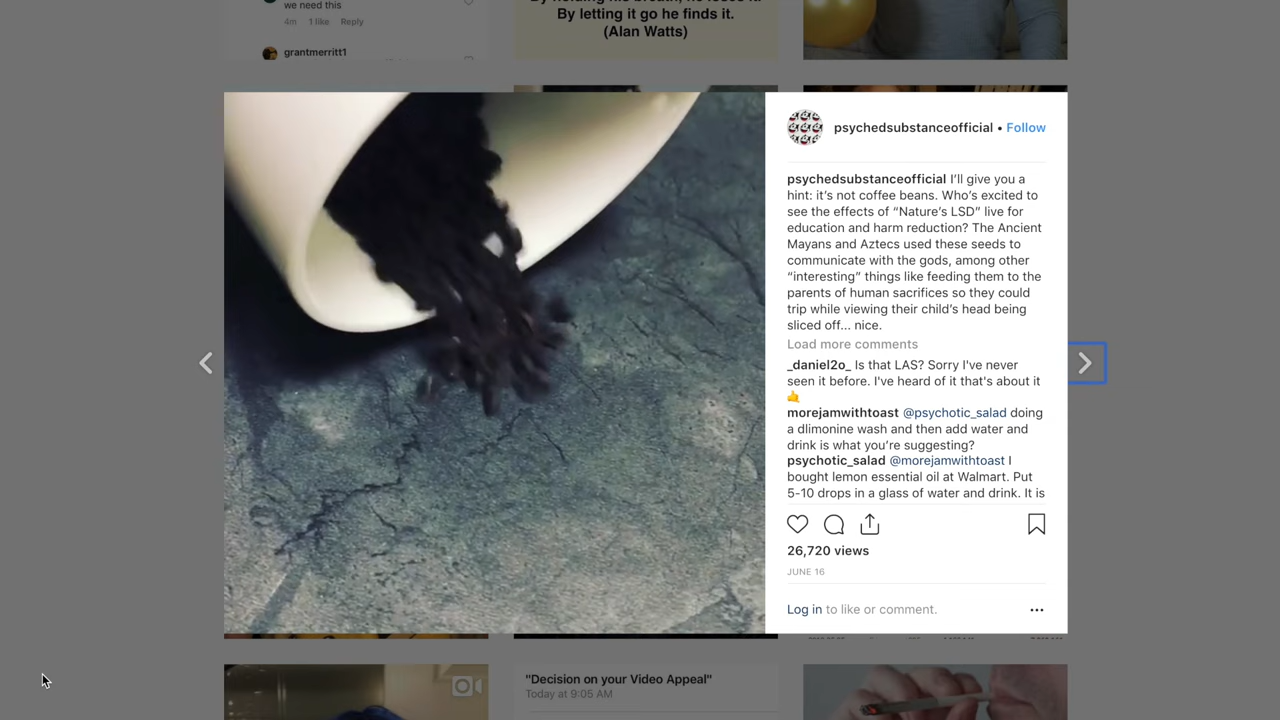 we need this
4m 1 like Reply
grantmerritt1
By letting it go he finds it.
(Alan Watts)
psychedsubstanceofficial • Follow
psychedsubstanceofficial I’ll give you a
hint: it’s not coffee beans. Who’s excited to
see the effects of “Nature’s LSD” live for
education and harm reduction? The Ancient
Mayans and Aztecs used these seeds to
communicate with the gods, among other
“interesting” things like feeding them to the
parents of human sacrifices so they could
trip while viewing their child’s head being
sliced off... nice.
Load more comments
_daniel2o_ Is that LAS? Sorry I've never
seen it before. I've heard of it that's about it
morejamwithtoast @psychotic_salad doing
a dlimonine wash and then add water and
drink is what you’re suggesting?
psychotic_salad @morejamwithtoast I
bought lemon essential oil at Walmart. Put
5-10 drops in a glass of water and drink. It is
26,720 views
JUNE 16
Log in to like or comment.
"Decision on your Video Appeal"
Today at 9:05 AM